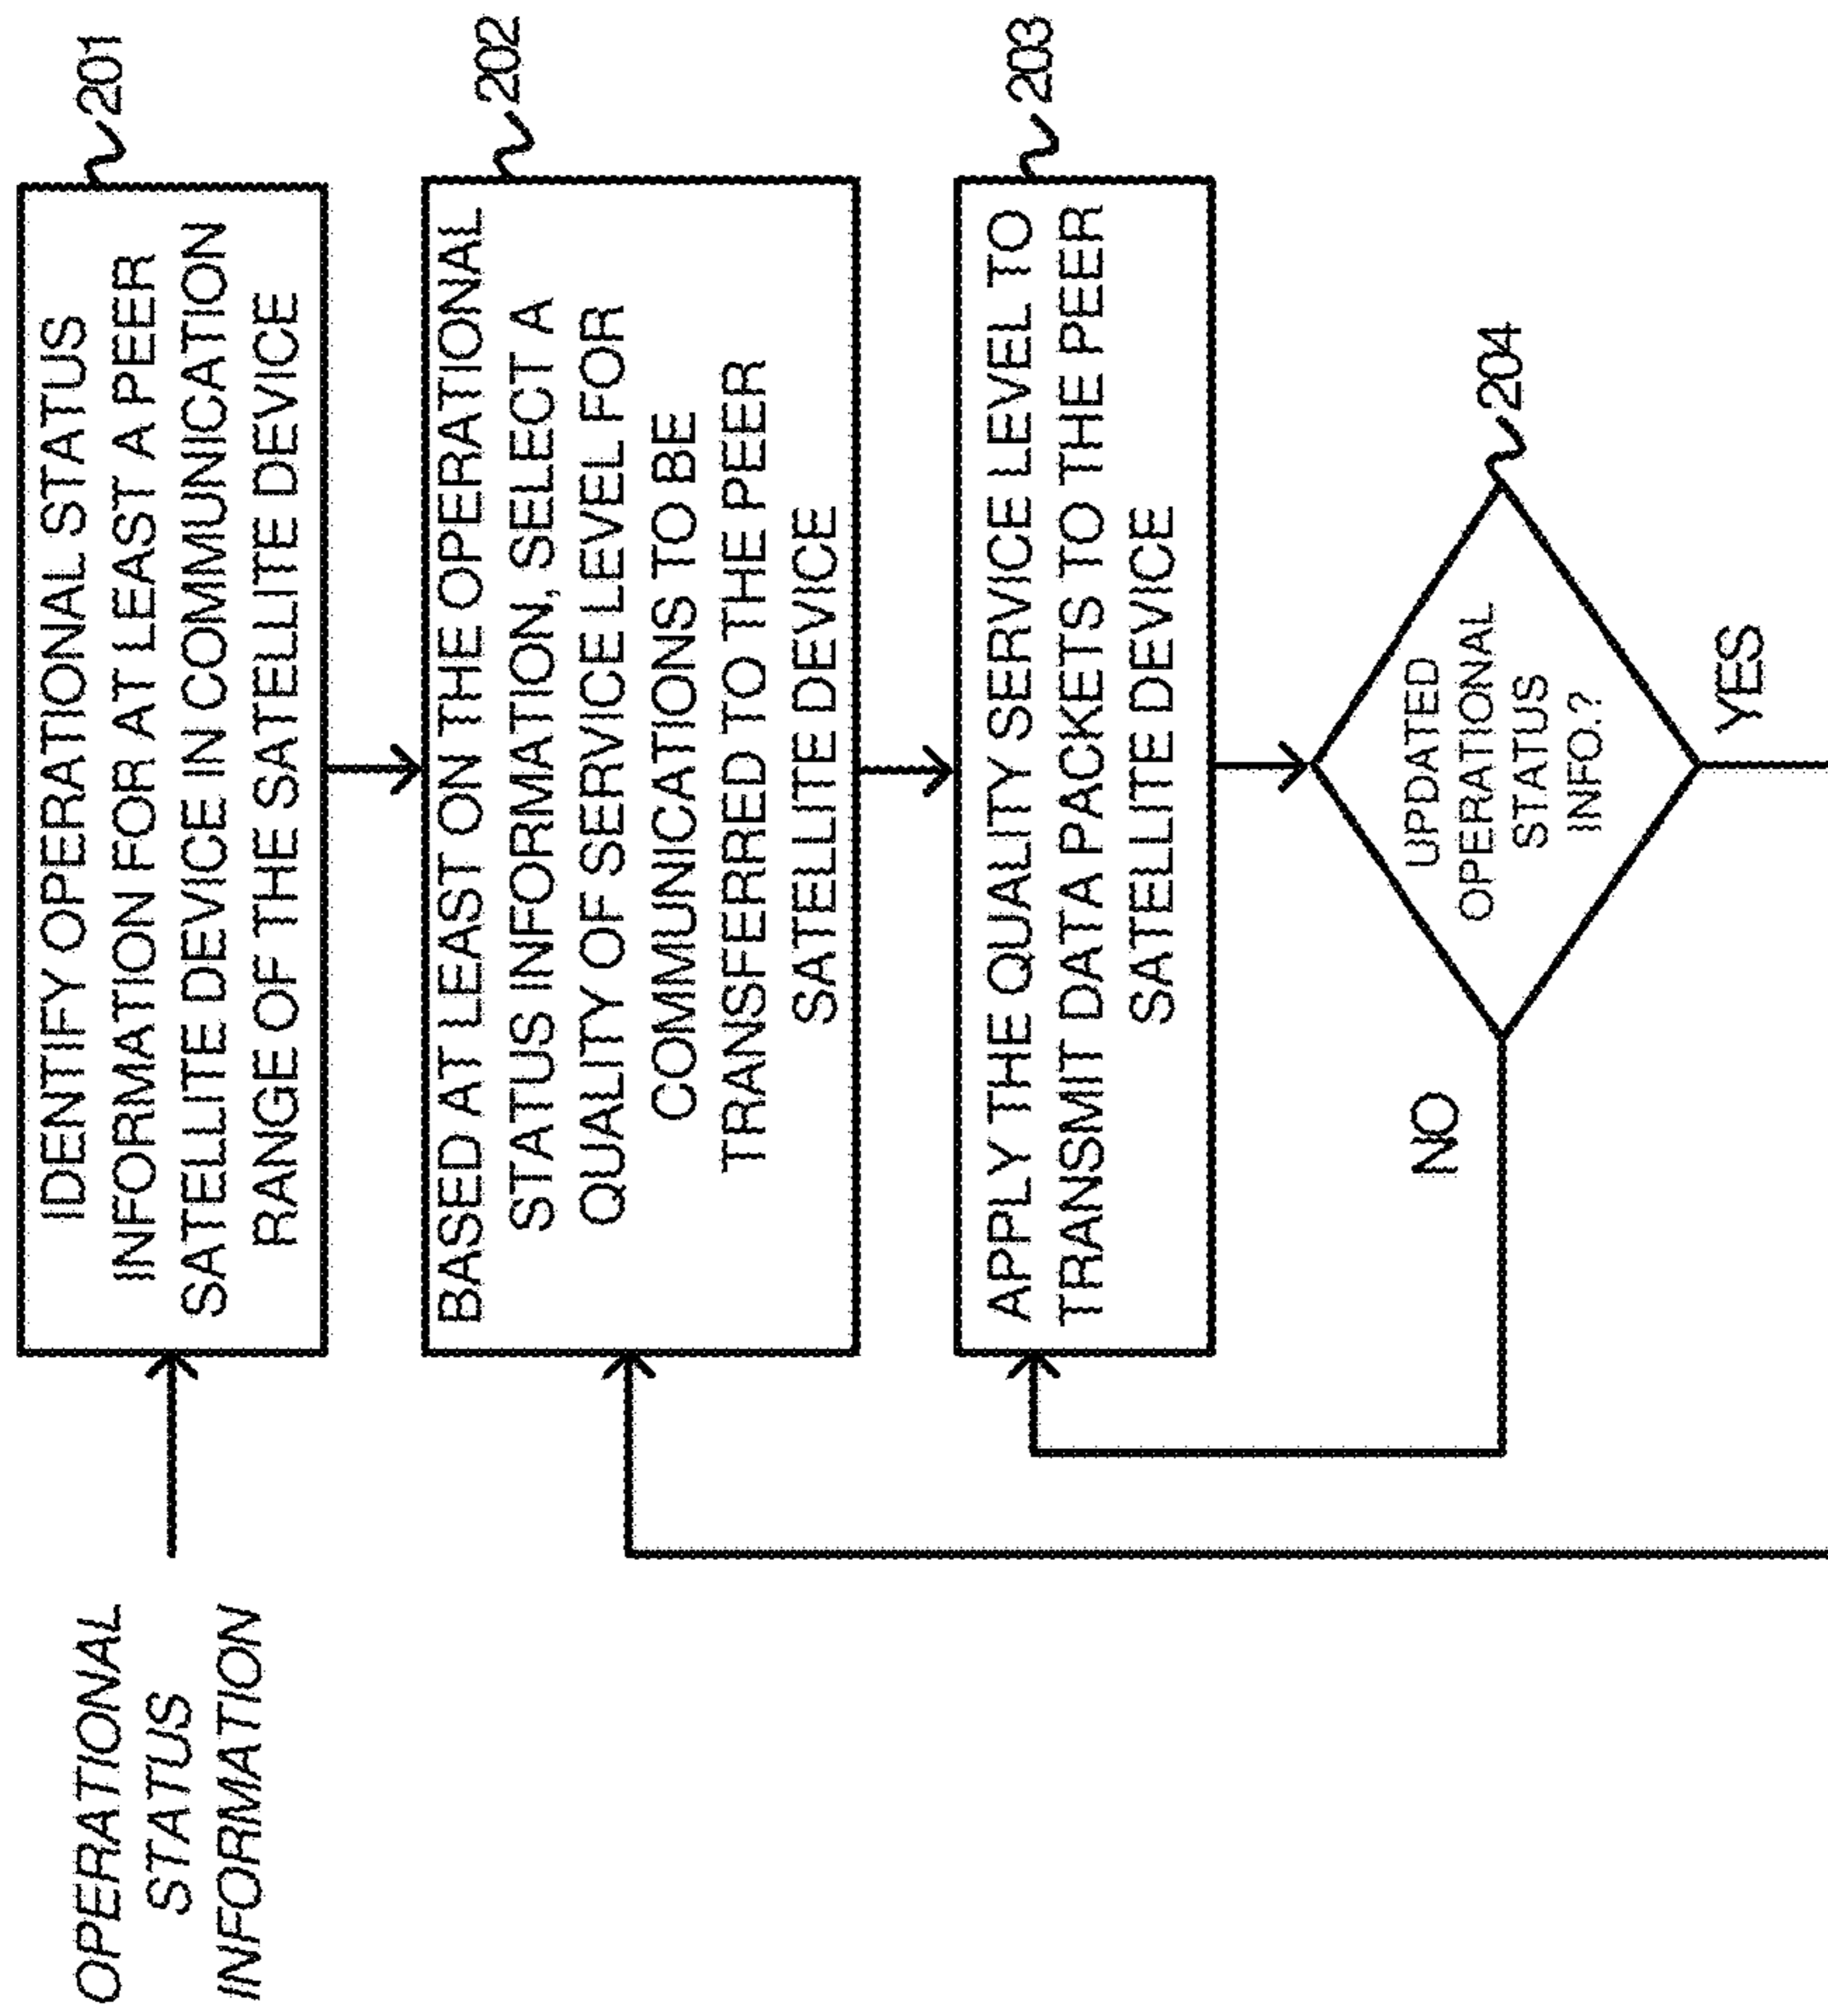 OPERATIONAL
STATUS
INFORMATION
IDENTIFY OPERATIONAL STATUS
INFORMATION FOR AT LEAST A PEER
SATELLITE DEVICE IN COMMUNICATION
RANGE OF THE SATELLITE DEVICE
201
BASED AT LEAST ON THE OPERATIONAL
STATUS INFORMATION, SELECT A
QUALITY OF SERVICE LEVEL FOR
COMMUNICATIONS TO BE
TRANSFERRED TO THE PEER
SATELLITE DEVICE
202
APPLY THE QUALITY SERVICE LEVEL TO
TRANSMIT DATA PACKETS TO THE PEER
SATELLITE DEVICE
203
NO
UPDATED
OPERATIONAL
STATUS
INFO.?
204
YES